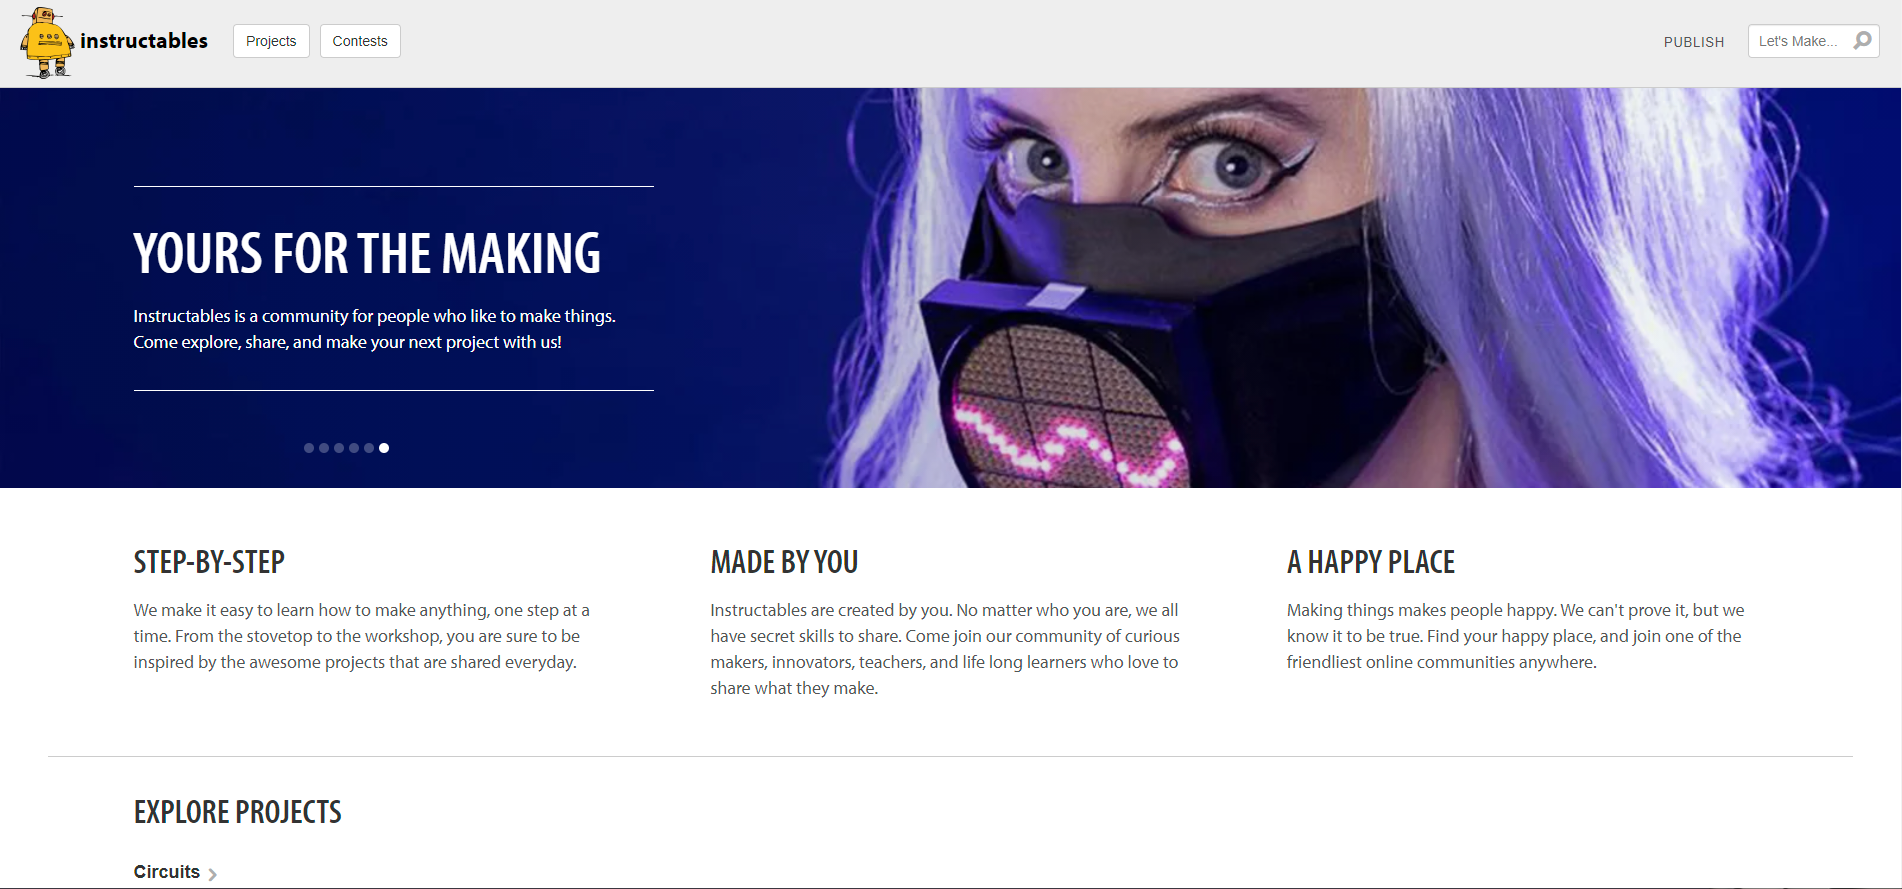 instructables
Projects
Contests
PUBLISH
Let's Make...
YOURS FOR THE MAKING
Instructables is a community for people who like to make things.
Come explore, share, and make your next project with us!
STEP-BY-STEP
We make it easy to learn how to make anything, one step at a
time. From the stovetop to the workshop, you are sure to be
inspired by the awesome projects that are shared everyday.
MADE BY YOU
Instructables are created by you. No matter who you are, we all
have secret skills to share. Come join our community of curious
makers, innovators, teachers, and life long learners who love to
share what they make.
A HAPPY PLACE
Making things makes people happy. We can't prove it, but we
know it to be true. Find your happy place, and join one of the
friendliest online communities anywhere.
EXPLORE PROJECTS
Circuits